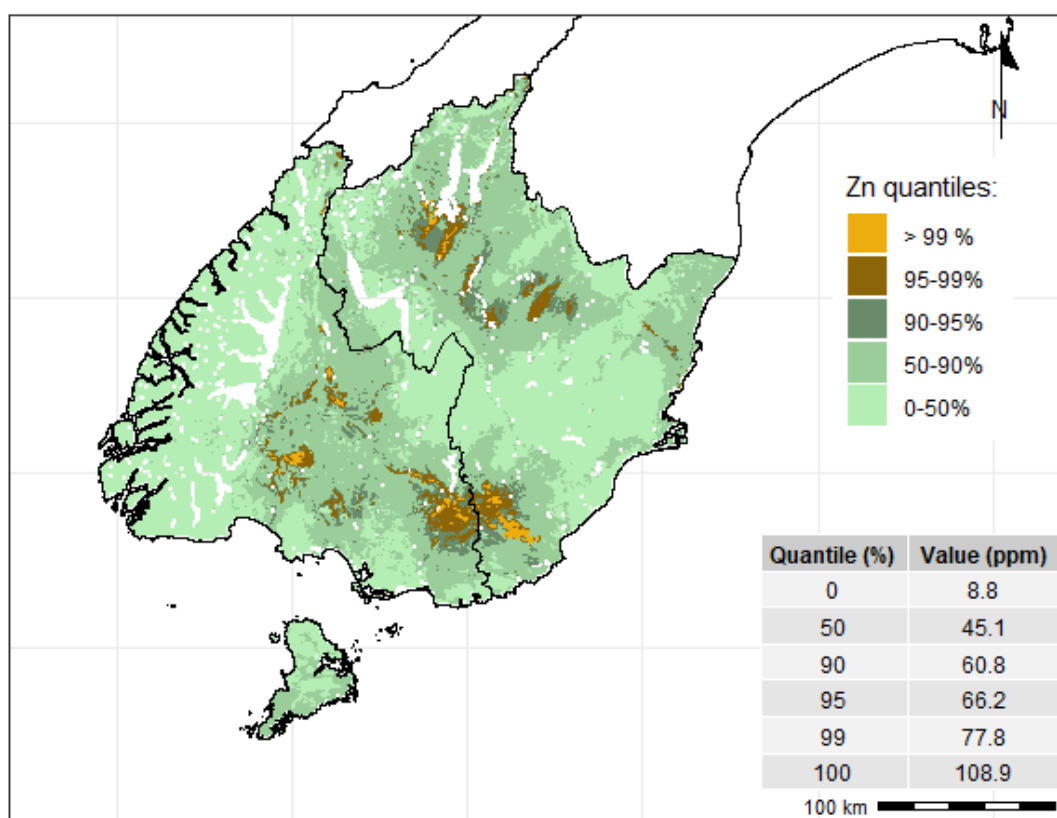 N
Zn quantiles:
> 99 %
95-99%
90-95%
50-90%
0-50%
Quantile (%) Value (ppm)
0 8.8
50 45.1
90 60.8
95 66.2
99 77.8
100 108.9
100 km